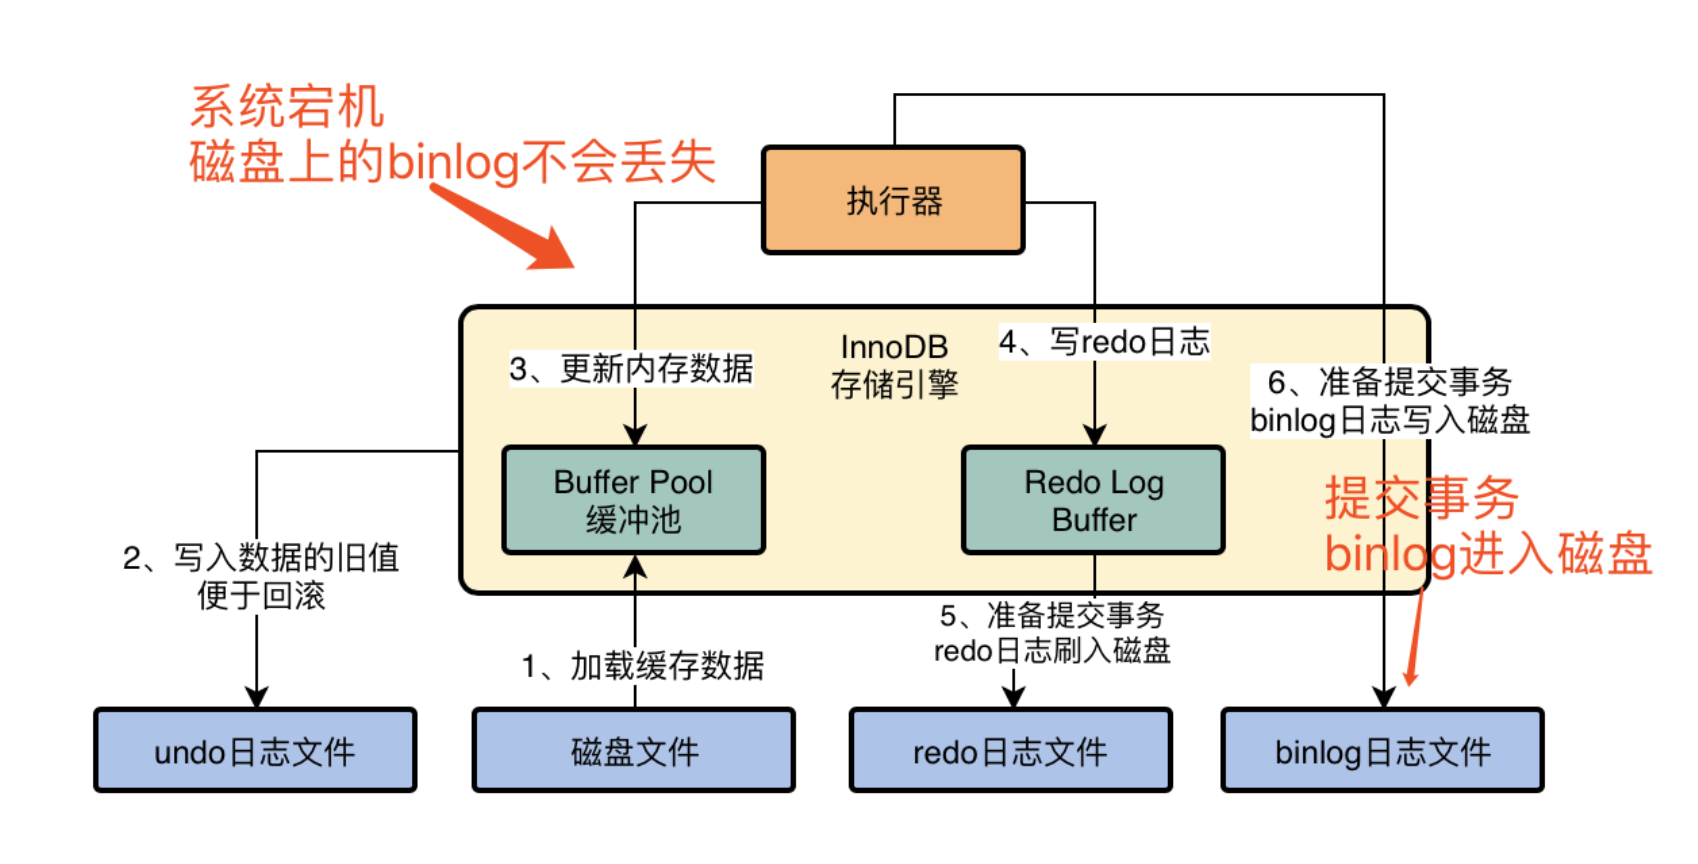 系统宕机
磁盘上的binlog不会丢失
执行器
InnoDB
存储引擎
3、更新内存数据
4、写redo日志
6、准备提交事务
binlog日志写入磁盘
Buffer Pool
缓冲池
Redo Log
Buffer
提交事务
binlog进入磁盘
2、写入数据的旧值
便于回滚
5、准备提交事务
redo日志刷入磁盘
1、加载缓存数据
undo日志文件
磁盘文件
redo日志文件
binlog日志文件